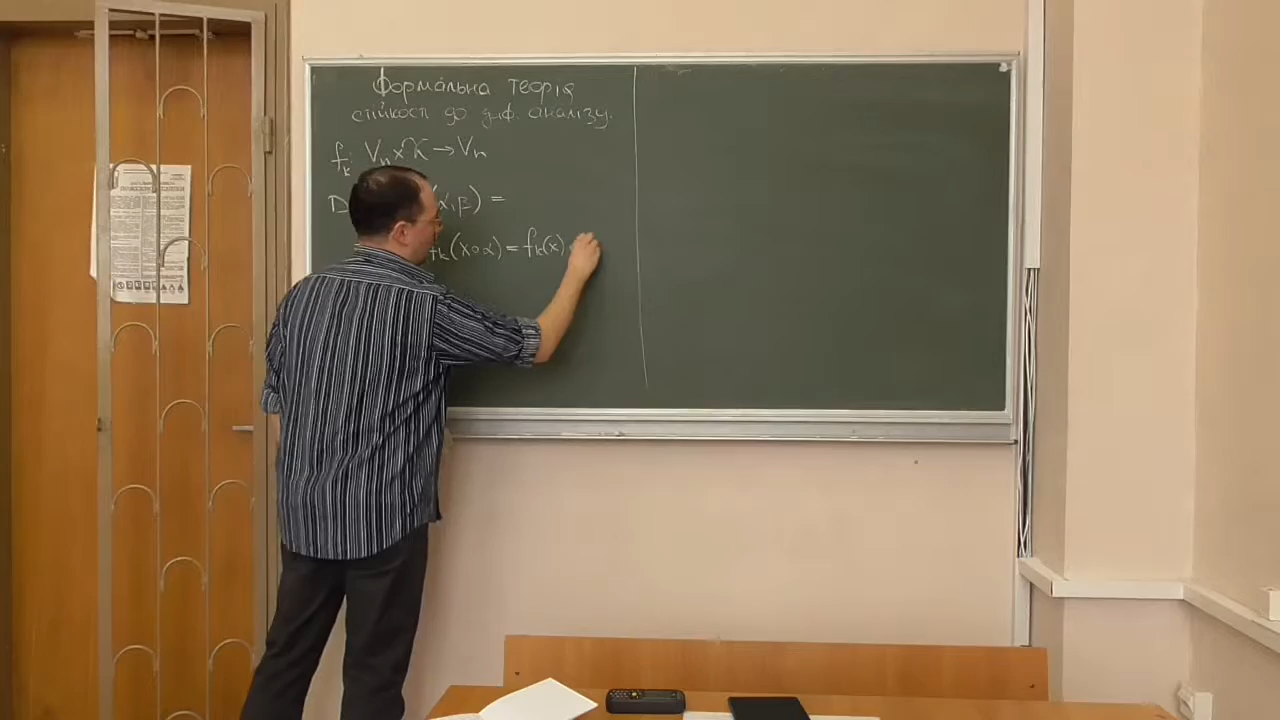 Формальна теорія
стійкості до диф. аналізу.
f_k: V_n × K → V_n
D (α, β) =
f_k(x ∘ α) = f_k(x)